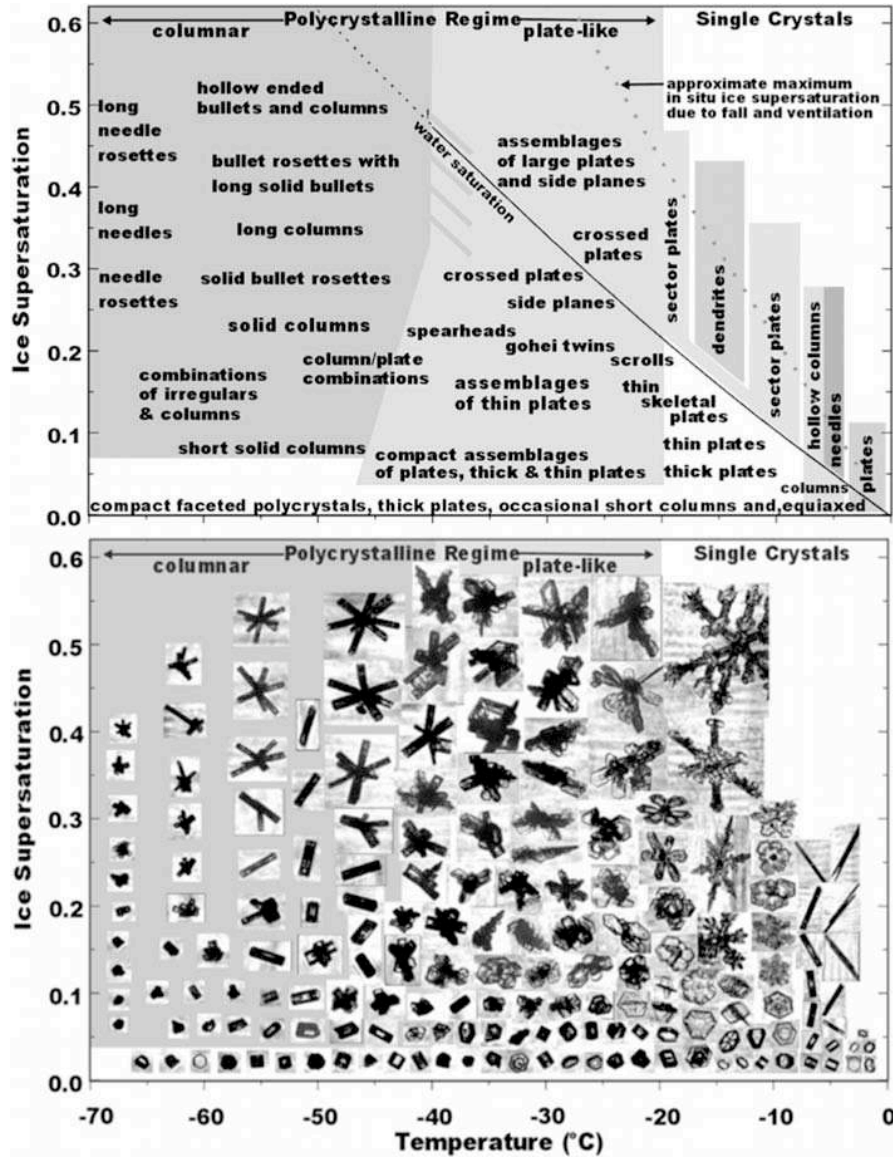 Polycrystalline Regime
Single Crystals
columnar
plate-like
0.6
0.5
0.4
0.3
0.2
0.1
0.0
Ice Supersaturation
approximate maximum
in situ ice supersaturation
due to fall and ventilation
hollow ended
bullets and columns
long
needle
rosettes
water saturation
assemblages
of large plates
and side planes
bullet rosettes with
long solid bullets
long
needles
long columns
crossed
plates
sector plates
dendrites
needle
rosettes
solid bullet rosettes
crossed plates
side planes
solid columns
spearheads
gohei twins
scrolls
sector plates
hollow columns
needles
plates
column/plate
combinations
combinations
of irregulars
& columns
assemblages
of thin plates
thin
skeletal
plates
short solid columns
compact assemblages
of plates, thick & thin plates
thin plates
thick plates
columns
compact faceted polycrystals, thick plates, occasional short columns and,equiaxed
Polycrystalline Regime
Single Crystals
columnar
plate-like
0.6
0.5
0.4
0.3
0.2
0.1
0.0
Ice Supersaturation
-70 -60 -50 -40 -30 -20 -10 0
Temperature (°C)